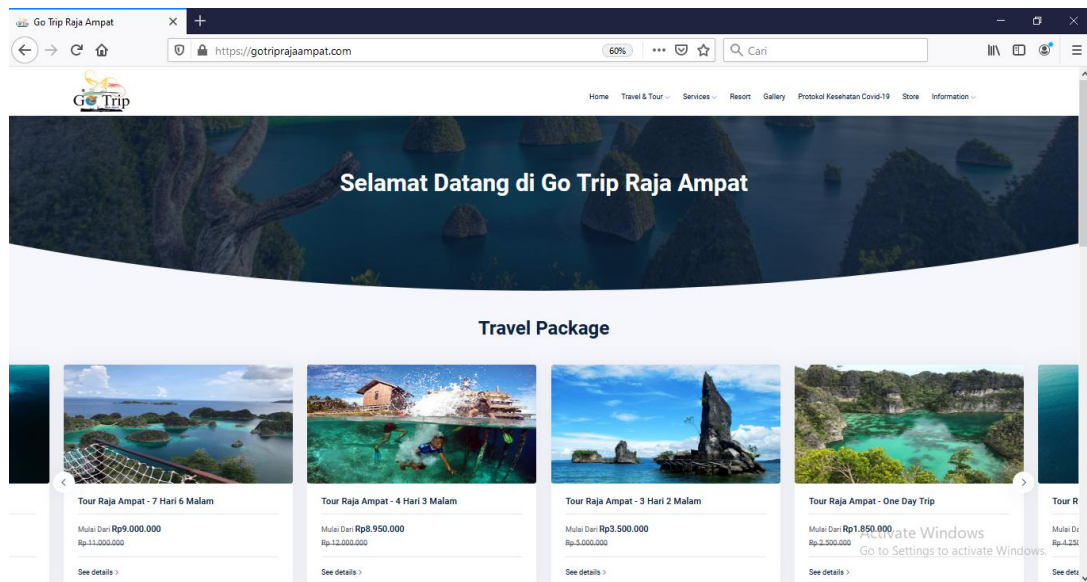 Go Trip Raja Ampat
https://gotriprajaampat.com
60%
Cari
Go Trip
Home Travel & Tour Services Resort Gallery Protokol Kesehatan Covid-19 Store Information
Selamat Datang di Go Trip Raja Ampat
Travel Package
Tour Raja Ampat - 7 Hari 6 Malam
Mulai Dari Rp9.000.000
Rp.11.000.000
See details >
Tour Raja Ampat - 4 Hari 3 Malam
Mulai Dari Rp8.950.000
Rp.12.000.000
See details >
Tour Raja Ampat - 3 Hari 2 Malam
Mulai Dari Rp3.500.000
Rp.5.000.000
See details >
Tour Raja Ampat - One Day Trip
Mulai Dari Rp1.850.000
Rp.2.500.000
See details >
Tour R
Mulai Da
Rp.4.250
See deta
Activate Windows
Go to Settings to activate Windows.